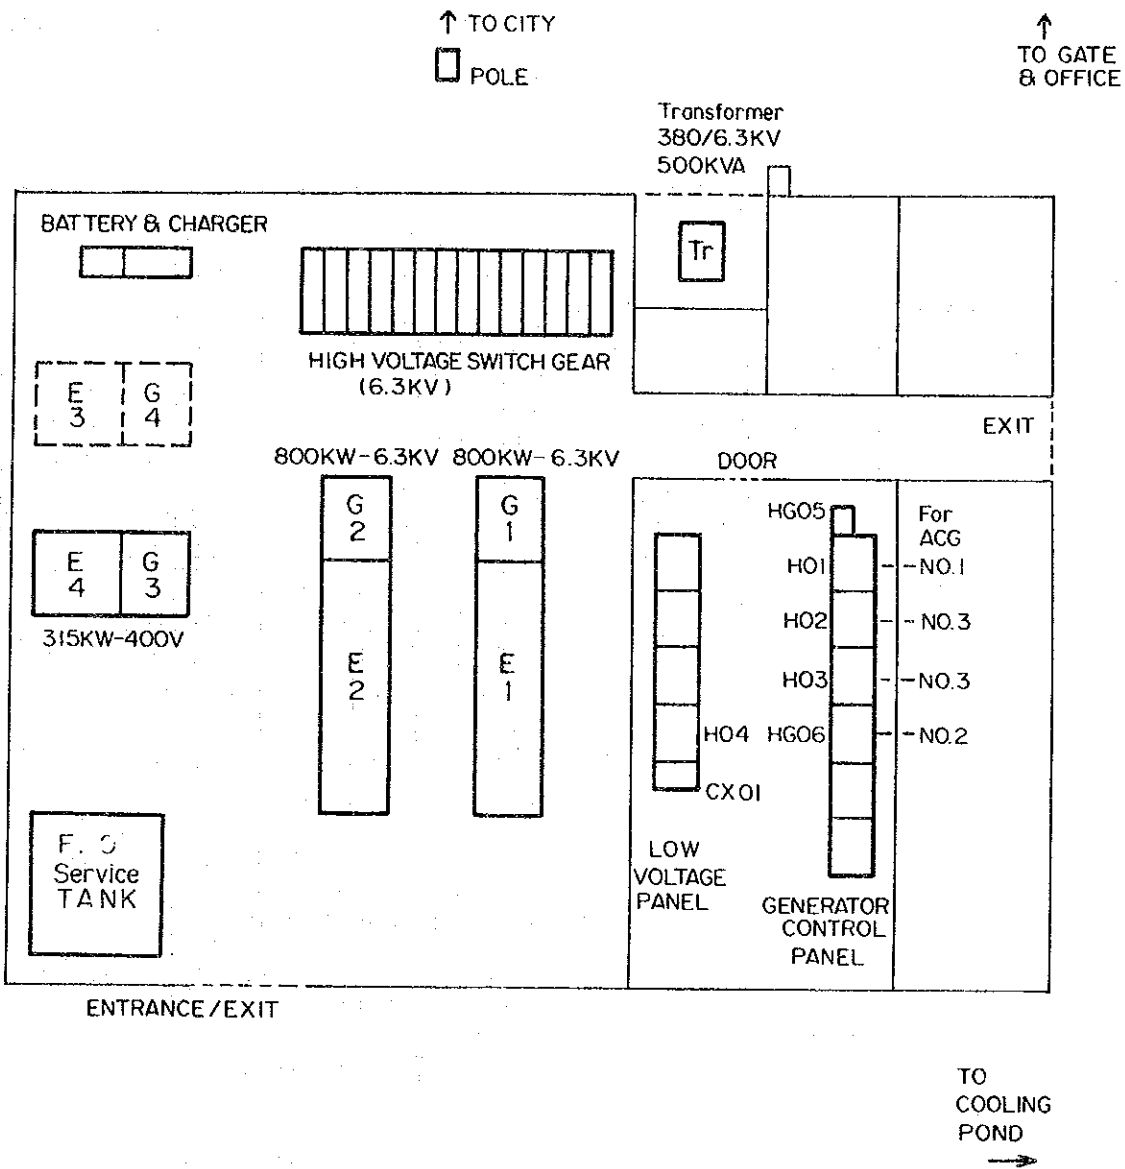 ↑ TO CITY
POLE
↑
TO GATE
& OFFICE
Transformer
380/6.3KV
500KVA
BATTERY & CHARGER
Tr
HIGH VOLTAGE SWITCH GEAR
(6.3KV)
E
3
G
4
EXIT
800KW-6.3KV
800KW-6.3KV
DOOR
G
2
G
1
HG05
For
ACG
H01
NO.1
E
4
G
3
315KW-400V
H02
NO.3
E
2
E
1
H03
NO.3
H04
HG06
NO.2
CX01
F. O
Service
TANK
LOW
VOLTAGE
PANEL
GENERATOR
CONTROL
PANEL
ENTRANCE/EXIT
TO
COOLING
POND
→